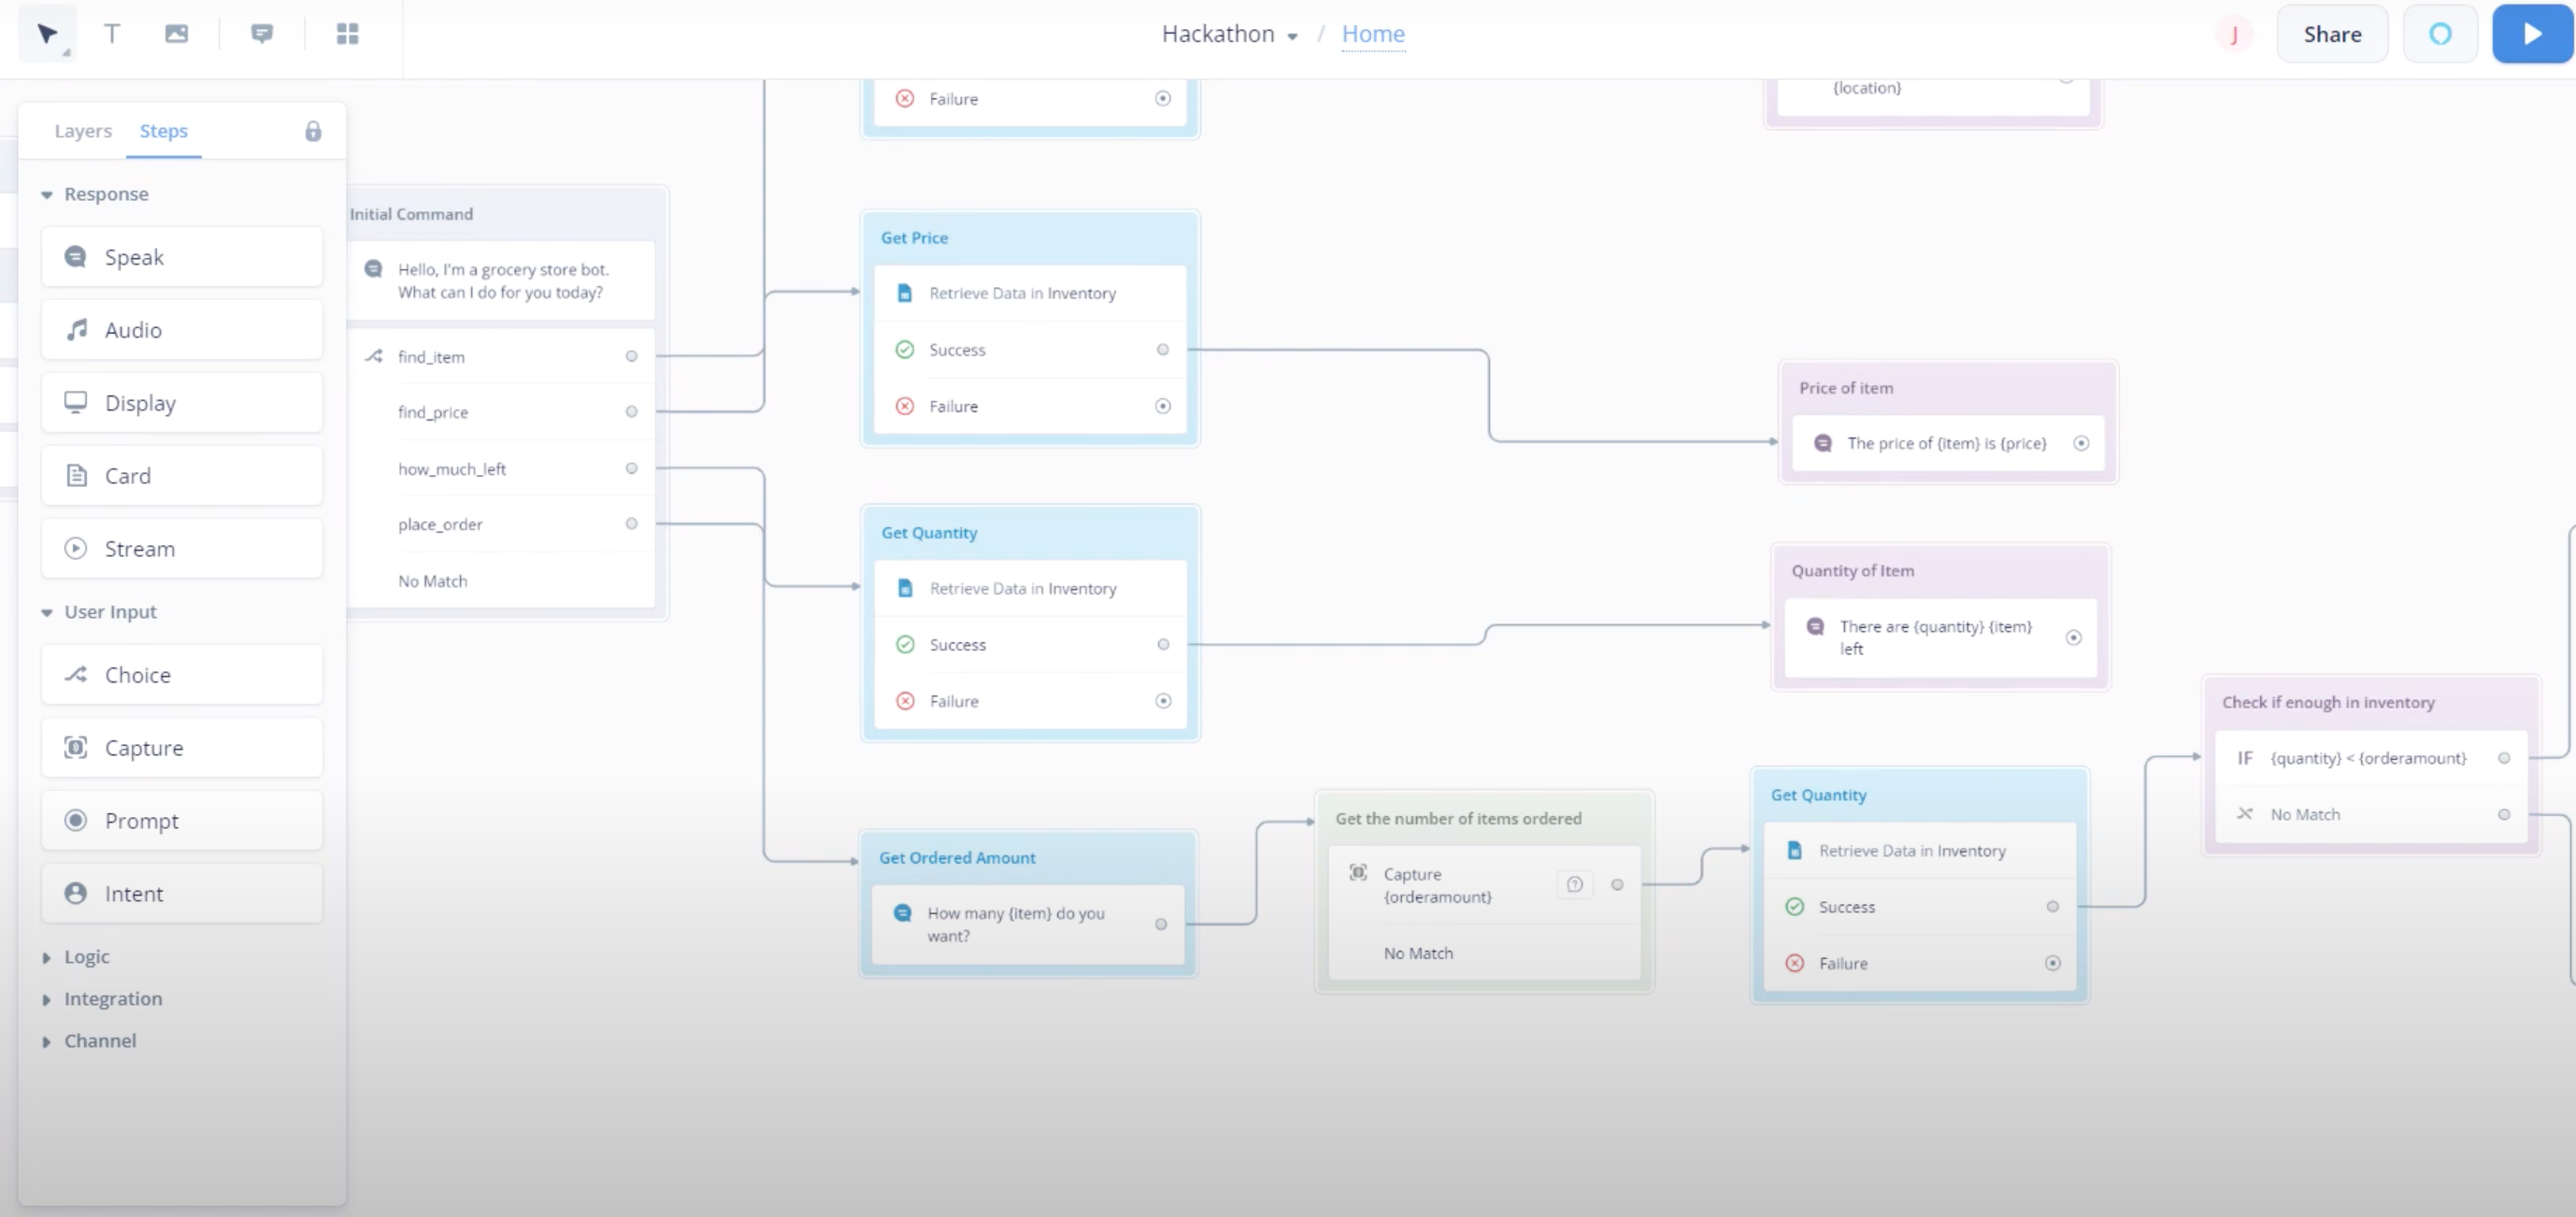 Hackathon / Home
J
Share
Layers Steps
Response
Speak
Audio
Display
Card
Stream
User Input
Choice
Capture
Prompt
Intent
Logic
Integration
Channel
Initial Command
Hello, I'm a grocery store bot.
What can I do for you today?
find_item
find_price
how_much_left
place_order
No Match
Failure
Get Price
Retrieve Data in Inventory
Success
Failure
Get Quantity
Retrieve Data in Inventory
Success
Failure
Get Ordered Amount
How many {item} do you
want?
Get the number of items ordered
Capture
{orderamount}
No Match
{location}
Price of item
The price of {item} is {price}
Quantity of Item
There are {quantity} {item}
left
Get Quantity
Retrieve Data in Inventory
Success
Failure
Check if enough in inventory
IF {quantity} < {orderamount}
No Match